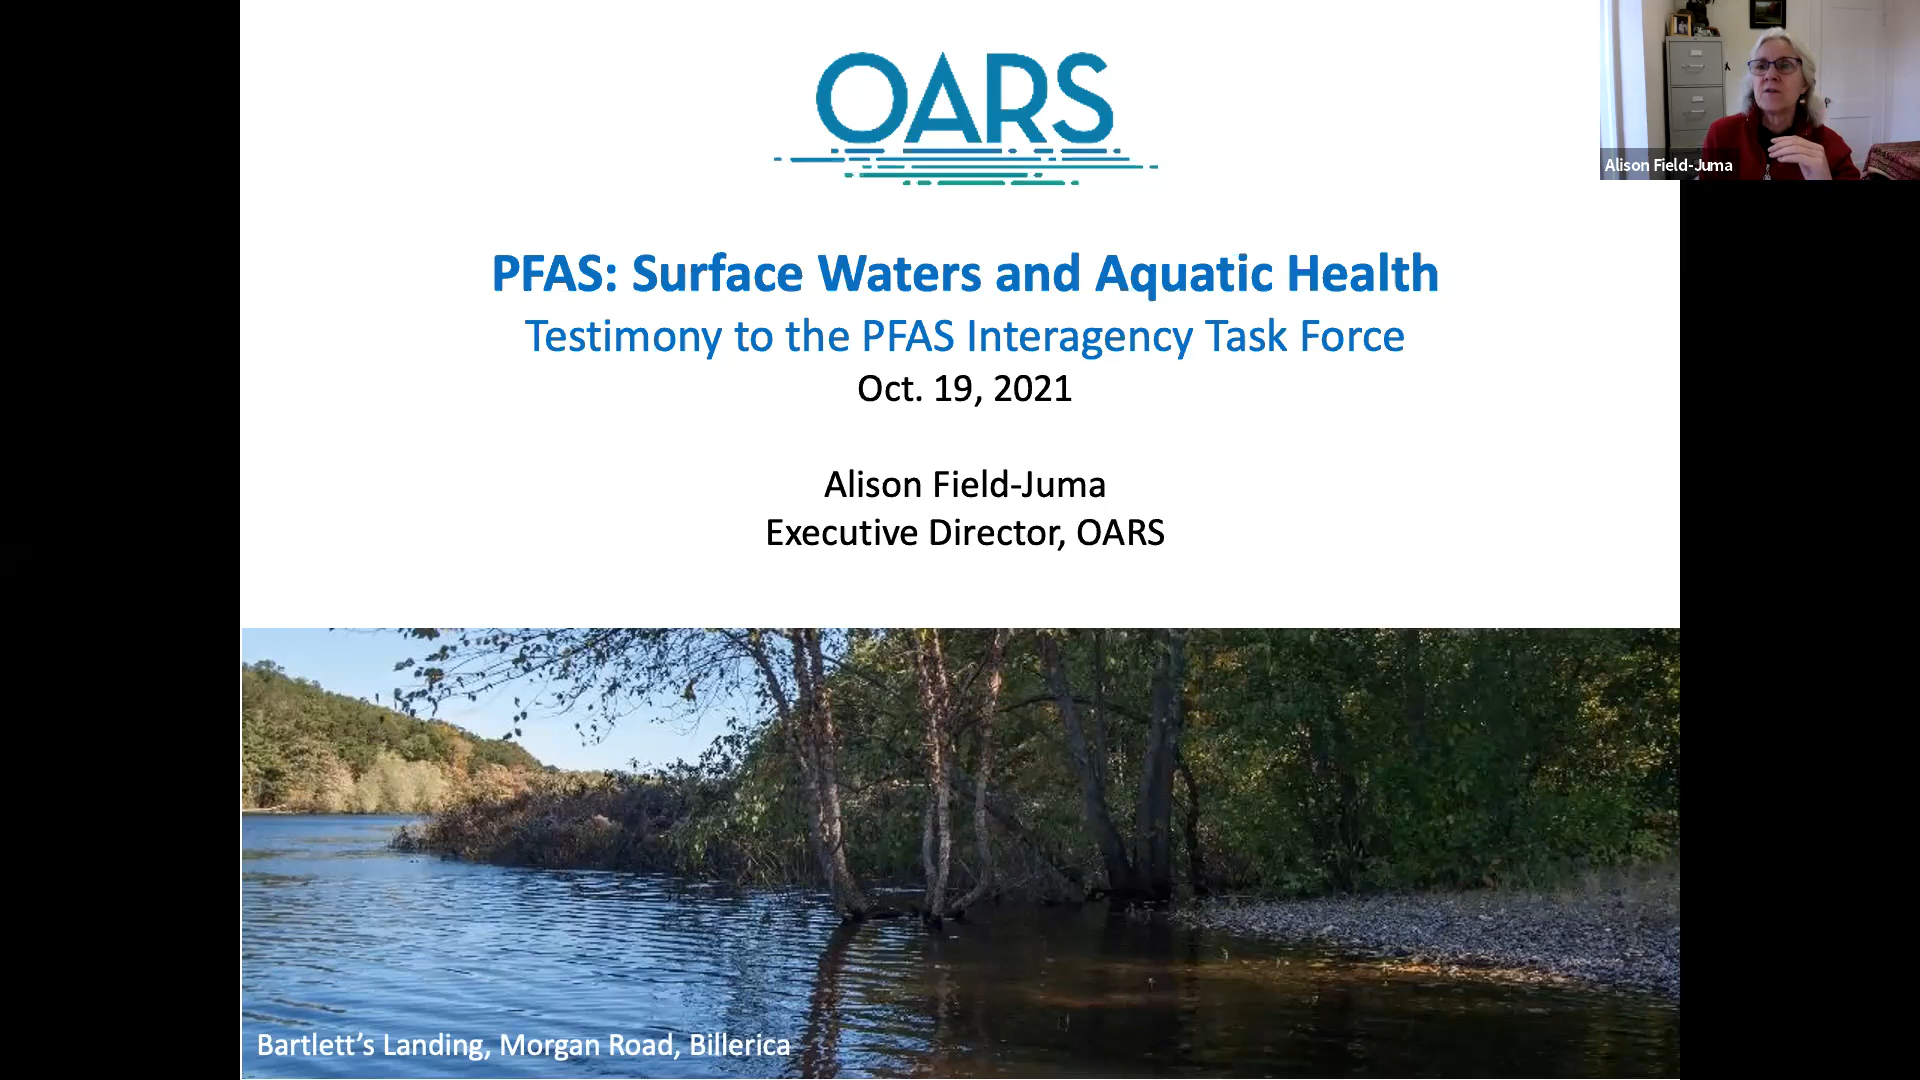 OARS
Alison Field-Juma
PFAS: Surface Waters and Aquatic Health
Testimony to the PFAS Interagency Task Force
Oct. 19, 2021
Alison Field-Juma
Executive Director, OARS
Bartlett's Landing, Morgan Road, Billerica